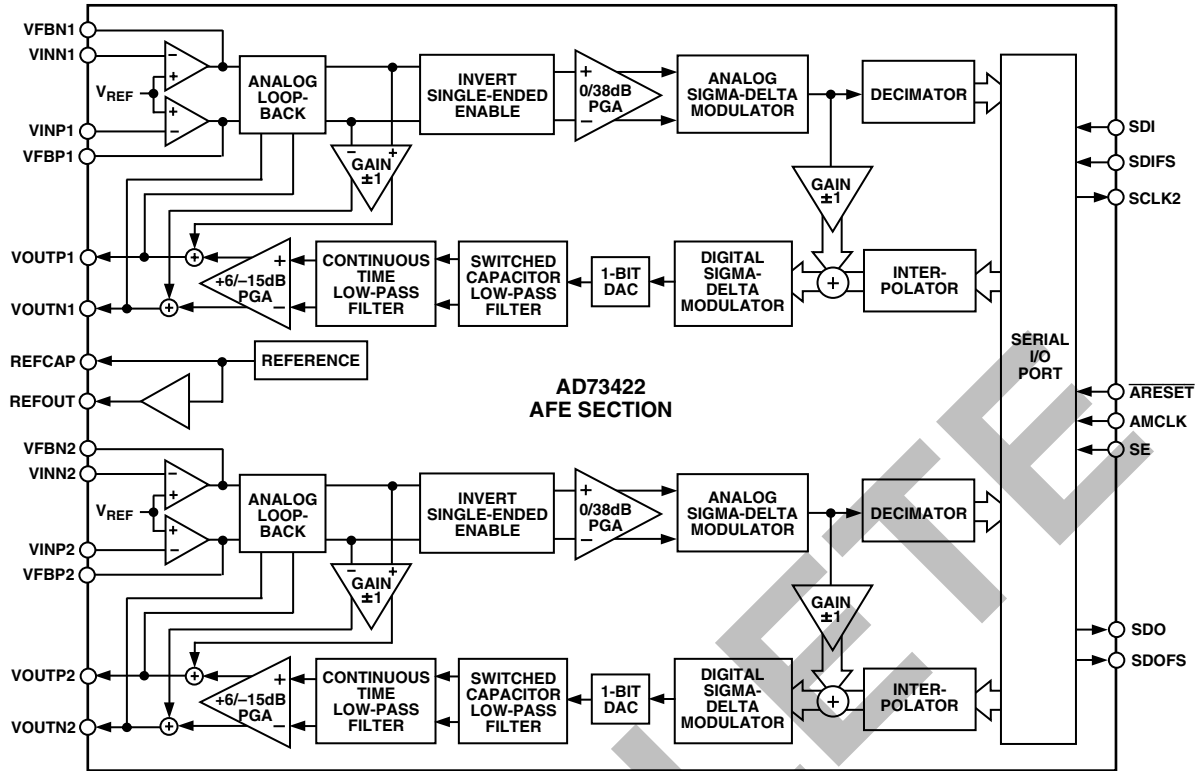 VFBN1
VINN1
VREF
VINP1
VFBP1
ANALOG
LOOP-
BACK
INVERT
SINGLE-ENDED
ENABLE
+
0/38dB
PGA
−
ANALOG
SIGMA-DELTA
MODULATOR
DECIMATOR
− +
GAIN
±1
GAIN
±1
SDI
SDIFS
SCLK2
VOUTP1
VOUTN1
+6/–15dB
PGA
CONTINUOUS
TIME
LOW-PASS
FILTER
SWITCHED
CAPACITOR
LOW-PASS
FILTER
1-BIT
DAC
DIGITAL
SIGMA-
DELTA
MODULATOR
INTER-
POLATOR
REFCAP
REFERENCE
REFOUT
AD73422
AFE SECTION
SERIAL
I/O
PORT
ARESET
AMCLK
SE
VFBN2
VINN2
VREF
VINP2
VFBP2
ANALOG
LOOP-
BACK
INVERT
SINGLE-ENDED
ENABLE
+
0/38dB
PGA
−
ANALOG
SIGMA-DELTA
MODULATOR
DECIMATOR
− +
GAIN
±1
GAIN
±1
SDO
SDOFS
VOUTP2
VOUTN2
+6/–15dB
PGA
CONTINUOUS
TIME
LOW-PASS
FILTER
SWITCHED
CAPACITOR
LOW-PASS
FILTER
1-BIT
DAC
DIGITAL
SIGMA-
DELTA
MODULATOR
INTER-
POLATOR
LETE